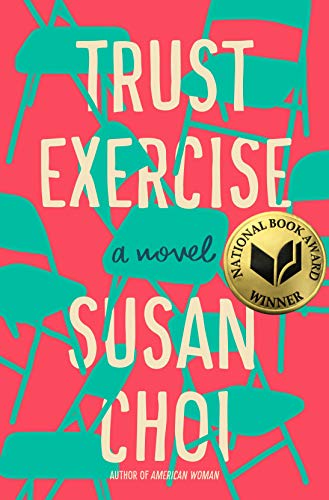 TRUST
EXERCISE
a novel
NATIONAL BOOK AWARD
WINNER
SUSAN
CHOI
AUTHOR OF AMERICAN WOMAN